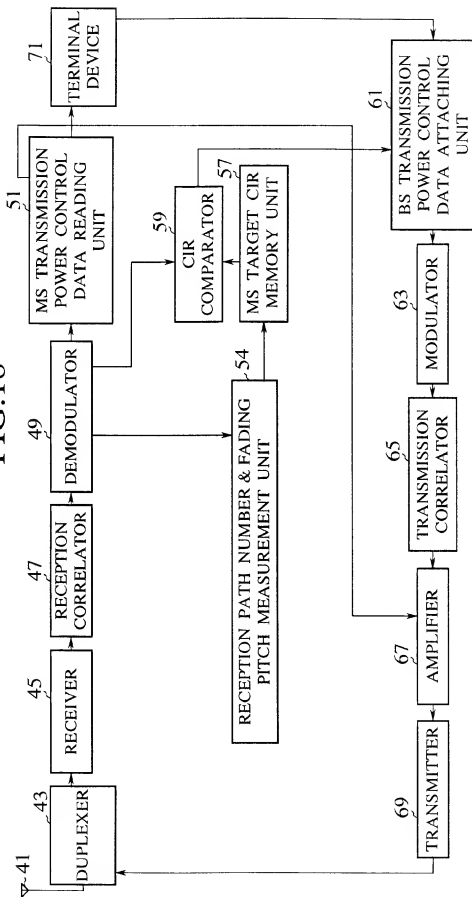 41
43
DUPLEXER
45
RECEIVER
47
RECEPTION
CORRELATOR
49
DEMODULATOR
51
MS TRANSMISSION
POWER CONTROL
DATA READING
UNIT
71
TERMINAL
DEVICE
54
RECEPTION PATH NUMBER & FADING
PITCH MEASUREMENT UNIT
59
CIR
COMPARATOR
57
MS TARGET CIR
MEMORY UNIT
69
TRANSMITTER
67
AMPLIFIER
65
TRANSMISSION
CORRELATOR
63
MODULATOR
61
BS TRANSMISSION
POWER CONTROL
DATA ATTACHING
UNIT